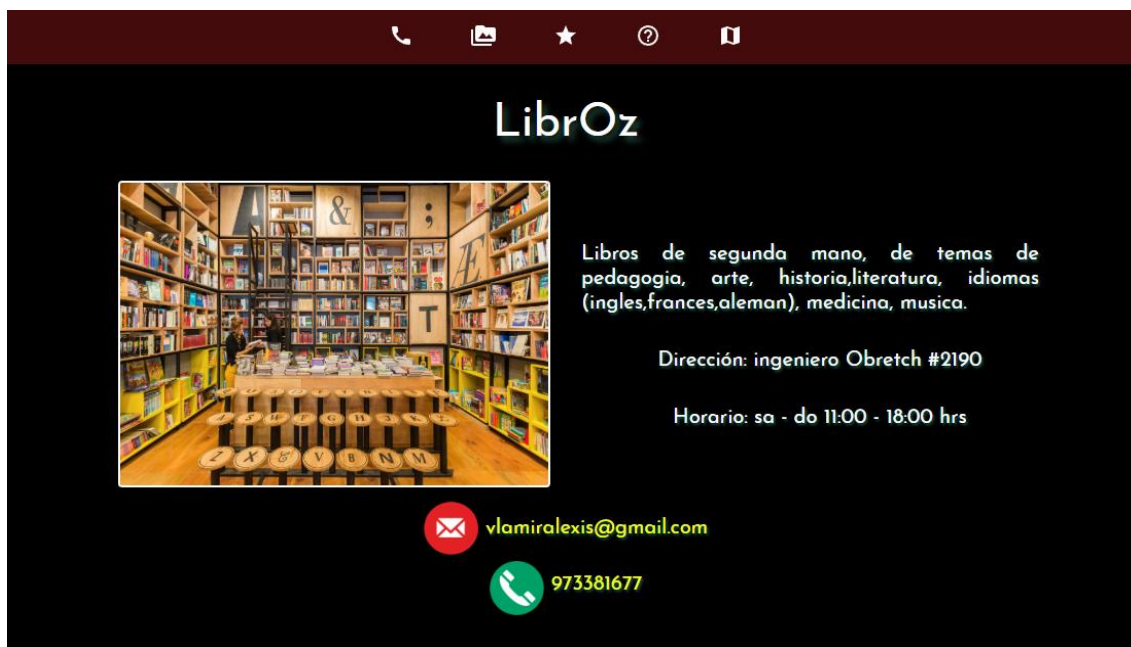 LibrOz
A & ;
Æ
T
Libros de segunda mano, de temas de
pedagogia, arte, historia,literatura, idiomas
(ingles,frances,aleman), medicina, musica.
Dirección: ingeniero Obretch #2190
Horario: sa - do 11:00 - 18:00 hrs
Z X & V B N M
vlamiralexis@gmail.com
973381677